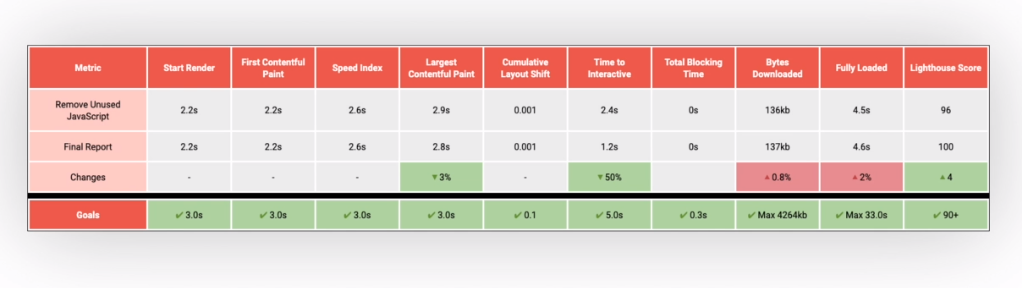 Metric Start Render First Contentful Paint Speed Index Largest Contentful Paint Cumulative Layout Shift Time to Interactive Total Blocking Time Bytes Downloaded Fully Loaded Lighthouse Score
Remove Unused JavaScript 2.2s 2.2s 2.6s 2.9s 0.001 2.4s 0s 136kb 4.5s 96
Final Report 2.2s 2.2s 2.6s 2.8s 0.001 1.2s 0s 137kb 4.6s 100
Changes - - - ▼ 3% - ▼ 50% ▲ 0.8% ▲ 2% ▲ 4
Goals ✓ 3.0s ✓ 3.0s ✓ 3.0s ✓ 3.0s ✓ 0.1 ✓ 5.0s ✓ 0.3s ✓ Max 4264kb ✓ Max 33.0s ✓ 90+